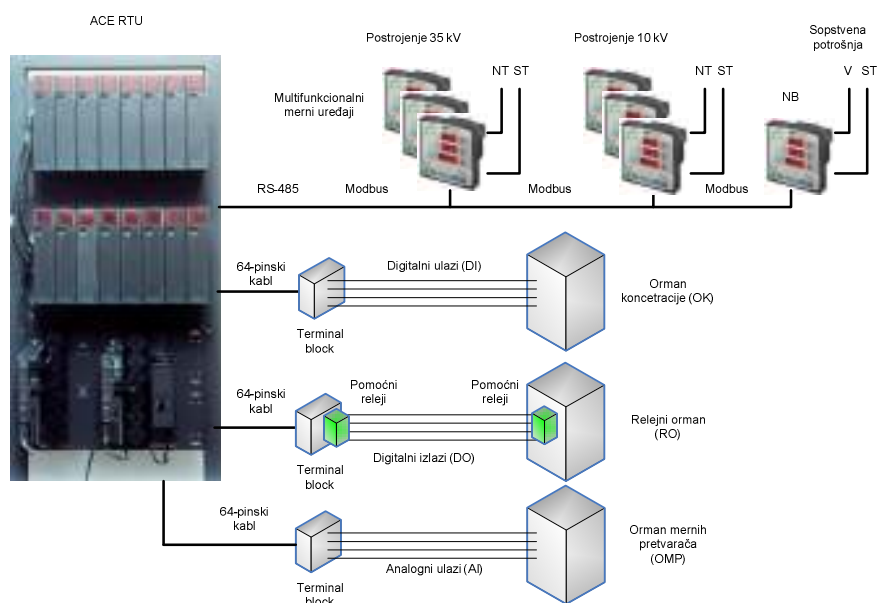 ACE RTU
Postrojenje 35 kV
Postrojenje 10 kV
Sopstvena
potrošnja
NT ST
NT ST
V ST
Multifunkcionalni
merni uređaji
NB
RS-485
Modbus
Modbus
Modbus
64-pinski
kabl
Digitalni ulazi (DI)
Orman
koncetracije (OK)
Terminal
block
64-pinski
kabl
Pomoćni
releji
Pomoćni
releji
Relejni orman
(RO)
Digitalni izlazi (DO)
Terminal
block
64-pinski
kabl
Orman mernih
pretvarača
(OMP)
Analogni ulazi (AI)
Terminal
block